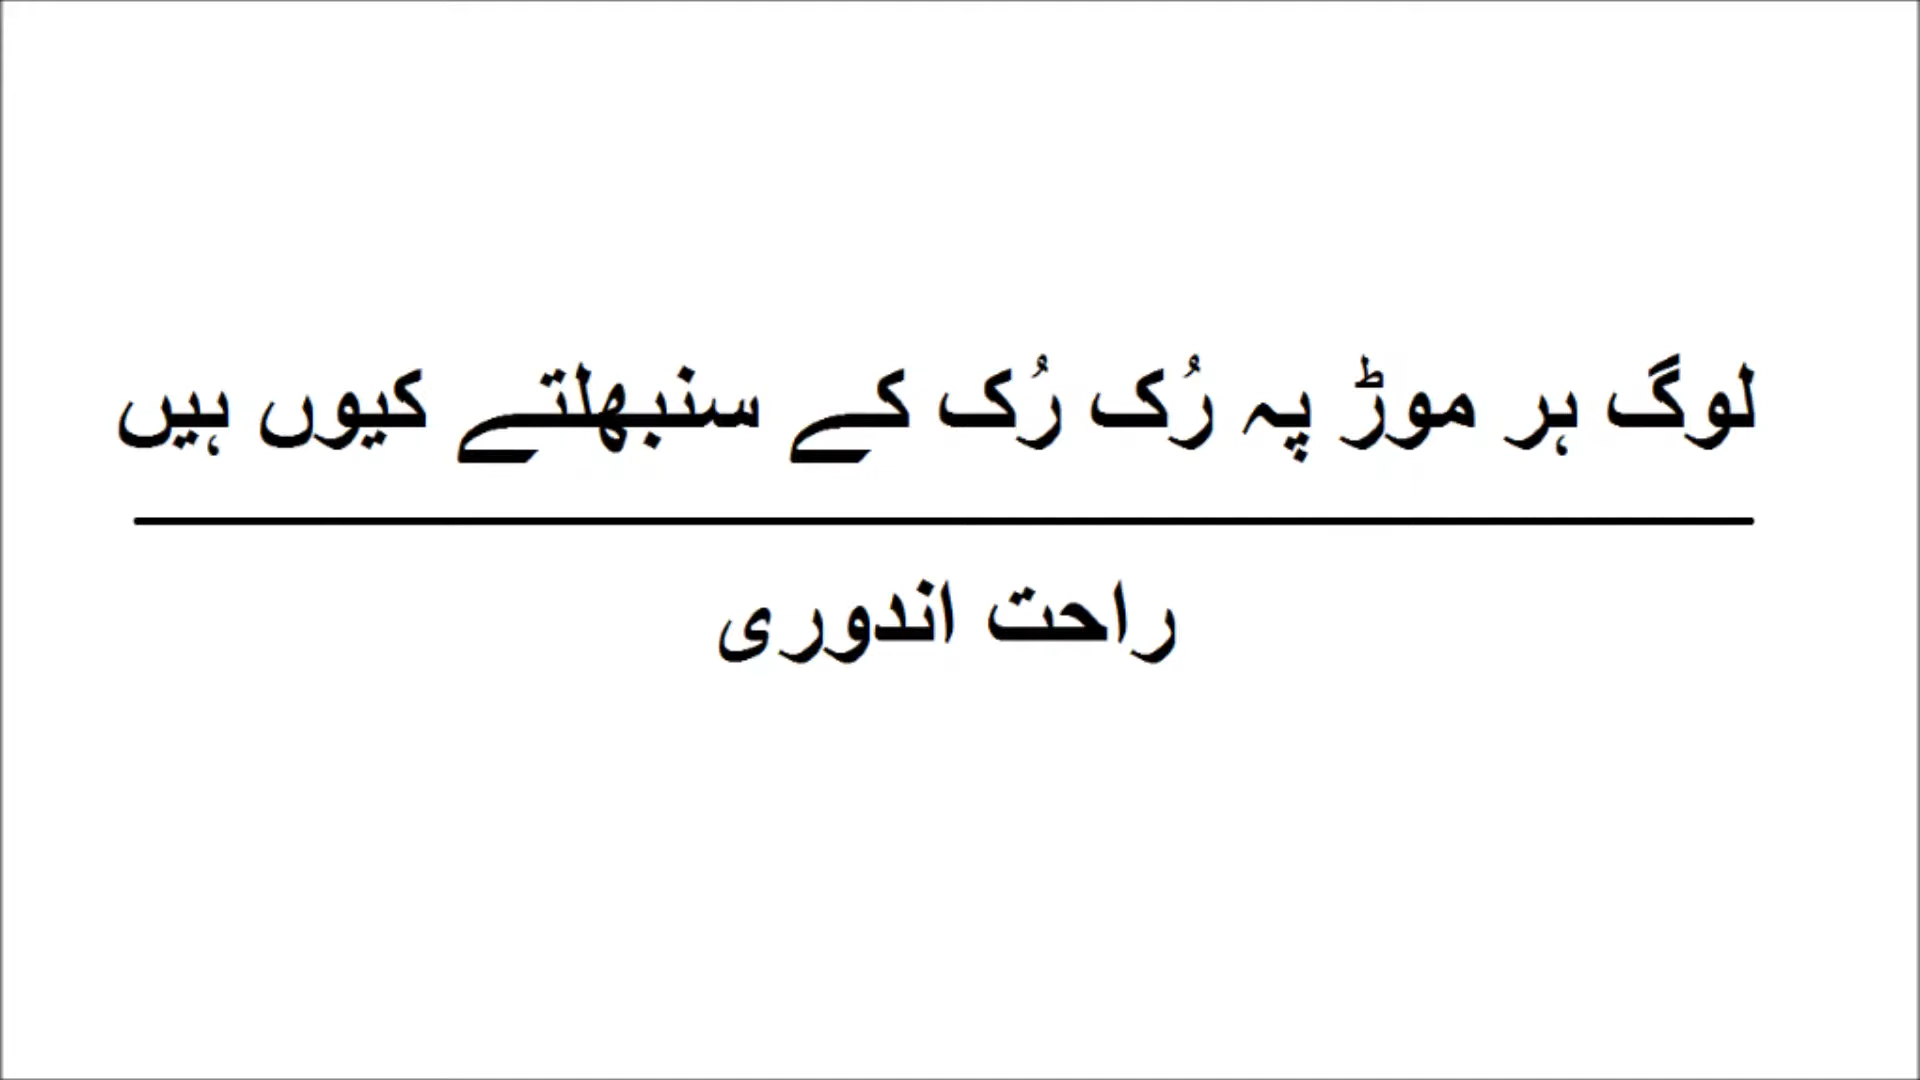 لوگ ہر موڑ پہ رُک رُک کے سنبھلتے کیوں ہیں
راحت اندوری